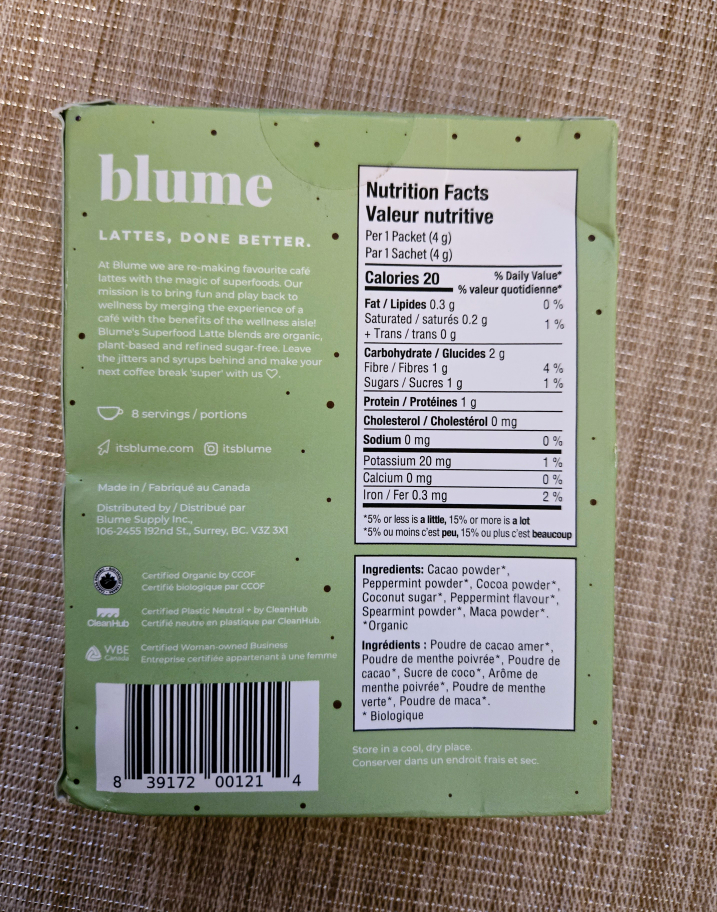 blume
LATTES, DONE BETTER.
At Blume we are re-making favourite café
lattes with the magic of superfoods. Our
mission is to bring fun and play back to
wellness by merging the experience of a
café with the benefits of the wellness aisle!
Blume's Superfood Latte blends are organic,
plant-based and refined sugar-free. Leave
the jitters and syrups behind and make your
next coffee break 'super' with us ♡.
8 servings / portions
itsblume.com itsblume
Made in / Fabriqué au Canada
Distributed by / Distribué par
Blume Supply Inc.,
106-2455 192nd St., Surrey, BC. V3Z 3X1
Certified Organic by CCOF
Certifié biologique par CCOF
CleanHub
Certified Plastic Neutral + by CleanHub
Certifié neutre en plastique par CleanHub.
WBE
Canada
Certified Woman-owned Business
Entreprise certifiée appartenant à une femme
8 39172 00121 4
Nutrition Facts
Valeur nutritive
Per 1 Packet (4 g)
Par 1 Sachet (4 g)
Calories 20 % Daily Value*
% valeur quotidienne*
Fat / Lipides 0.3 g 0 %
Saturated / saturés 0.2 g
+ Trans / trans 0 g 1 %
Carbohydrate / Glucides 2 g
Fibre / Fibres 1 g 4 %
Sugars / Sucres 1 g 1 %
Protein / Protéines 1 g
Cholesterol / Cholestérol 0 mg
Sodium 0 mg 0 %
Potassium 20 mg 1 %
Calcium 0 mg 0 %
Iron / Fer 0.3 mg 2 %
*5% or less is a little, 15% or more is a lot
*5% ou moins c'est peu, 15% ou plus c'est beaucoup
Ingredients: Cacao powder*,
Peppermint powder*, Cocoa powder*,
Coconut sugar*, Peppermint flavour*,
Spearmint powder*, Maca powder*.
*Organic
Ingrédients : Poudre de cacao amer*,
Poudre de menthe poivrée*, Poudre de
cacao*, Sucre de coco*, Arôme de
menthe poivrée*, Poudre de menthe
verte*, Poudre de maca*.
* Biologique
Store in a cool, dry place.
Conserver dans un endroit frais et sec.